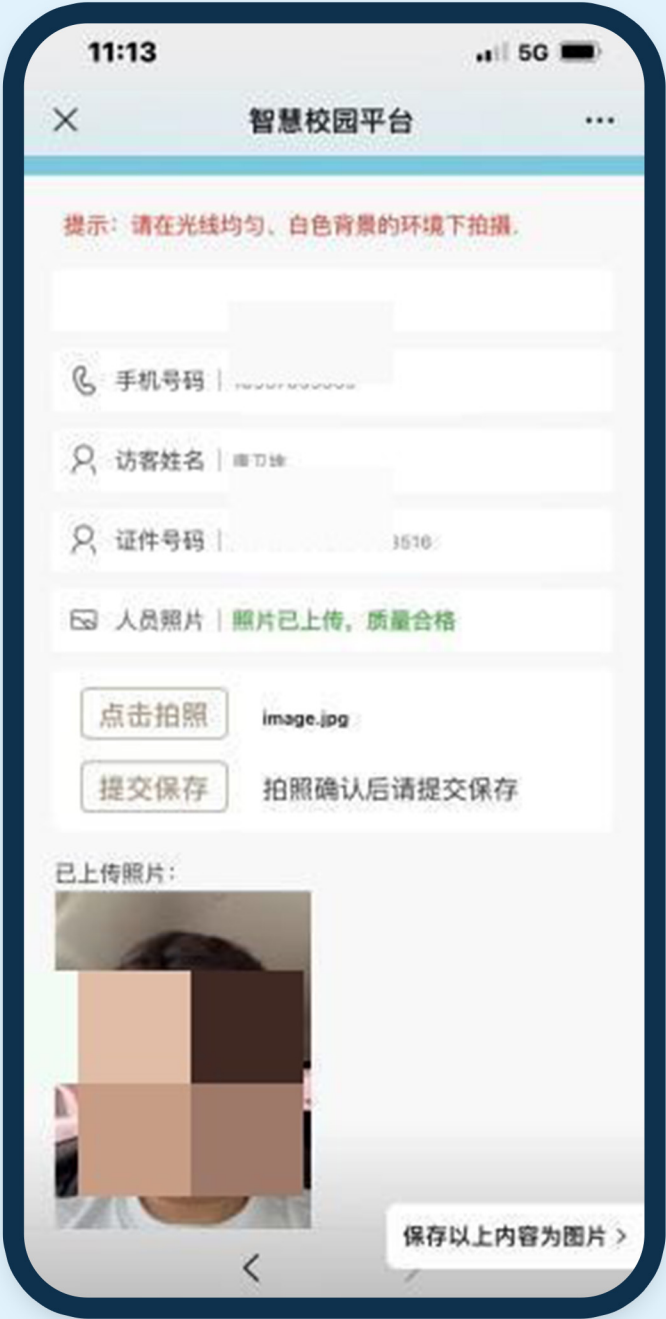 11:13
5G
智慧校园平台
提示：请在光线均匀、白色背景的环境下拍摄.
手机号码
访客姓名
证件号码 3516
人员照片 照片已上传，质量合格
点击拍照 image.jpg
提交保存 拍照确认后请提交保存
已上传照片：
保存以上内容为图片 >